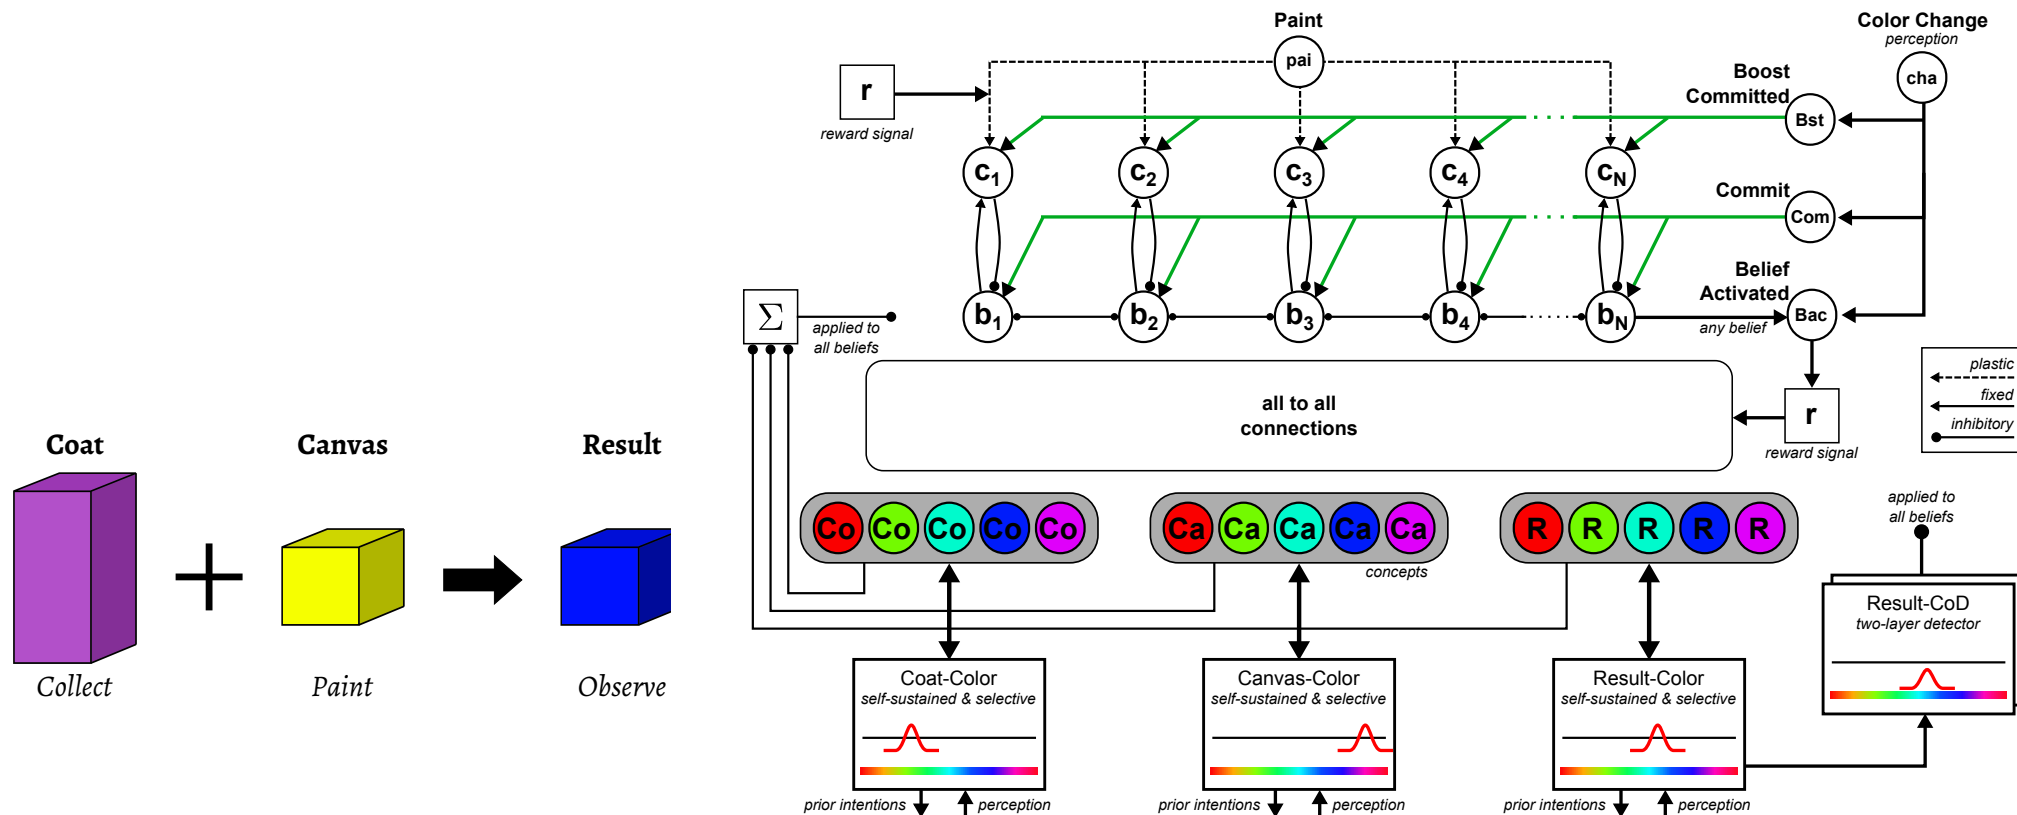 Coat
Canvas
Result
Collect
Paint
Observe
Paint
pai
Color Change
perception
cha
r
reward signal
Boost
Committed
Bst
c1
c2
c3
c4
cN
Commit
Com
Belief
Activated
Bac
Σ
applied to
all beliefs
b1
b2
b3
b4
bN
any belief
all to all
connections
r
reward signal
plastic
fixed
inhibitory
Co Co Co Co Co
Ca Ca Ca Ca Ca
concepts
R R R R R
applied to
all beliefs
Result-CoD
two-layer detector
Coat-Color
self-sustained & selective
Canvas-Color
self-sustained & selective
Result-Color
self-sustained & selective
prior intentions
perception
prior intentions
perception
prior intentions
perception